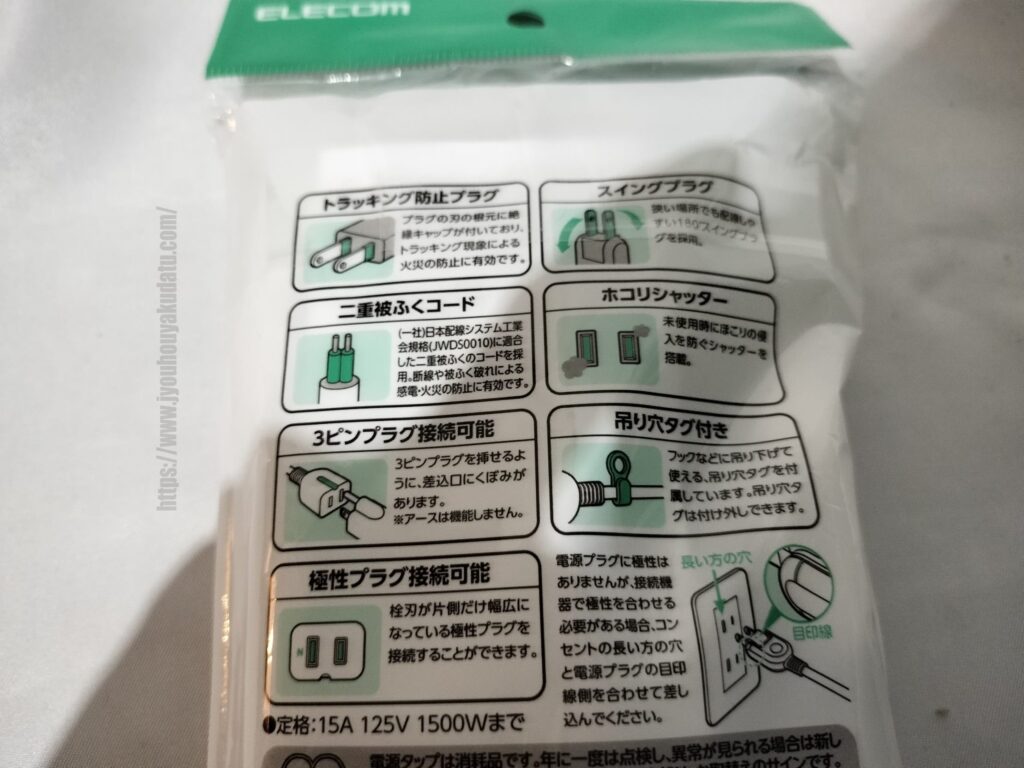 ELECOM
トラッキング防止プラグ
プラグの刃の根元に絶
縁キャップが付いており、
トラッキング現象による
火災の防止に有効です。
スイングプラグ
狭い場所でも配線しや
すい180°スイングプラ
グを採用。
二重被ふくコード
(一社)日本配線システム工業
会規格(JWDS0010)に適合
した二重被ふくのコードを採
用。断線や被ふく破れによる
感電・火災の防止に有効です。
ホコリシャッター
未使用時にほこりの侵
入を防ぐシャッターを
搭載。
3ピンプラグ接続可能
3ピンプラグを挿せるよ
うに、差込口にくぼみが
あります。
※アースは機能しません。
吊り穴タグ付き
フックなどに吊り下げて
使える、吊り穴タグを付
属しています。吊り穴タ
グは付け外しできます。
極性プラグ接続可能
栓刃が片側だけ幅広に
なっている極性プラグを
接続することができます。
N
電源プラグに極性は
ありませんが、接続機
器で極性を合わせる
必要がある場合、コン
セントの長い方の穴
と電源プラグの目印
線側を合わせて差し
込んでください。
長い方の穴
目印線
●定格:15A 125V 1500Wまで
電源タップは消耗品です。年に一度は点検し、異常が見られる場合は新し
https://www.jyouhouyakudatu.com/